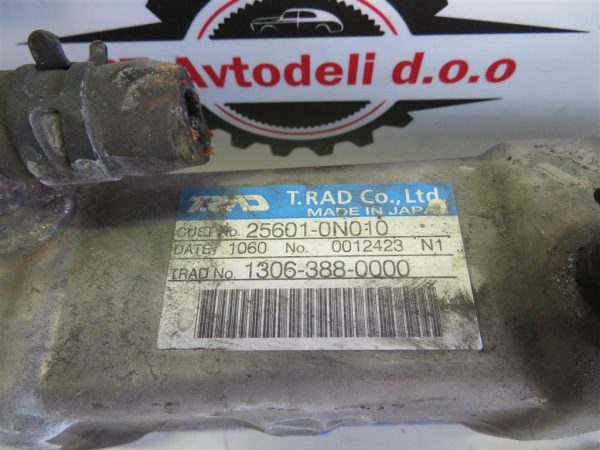 Avtodeli d.o.o
T.RAD T.RAD Co., Ltd.
MADE IN JAPAN
CUST No. 25601-0N010
DATE 1060 No. 0012423 N1
TRAD No. 1306-388-0000